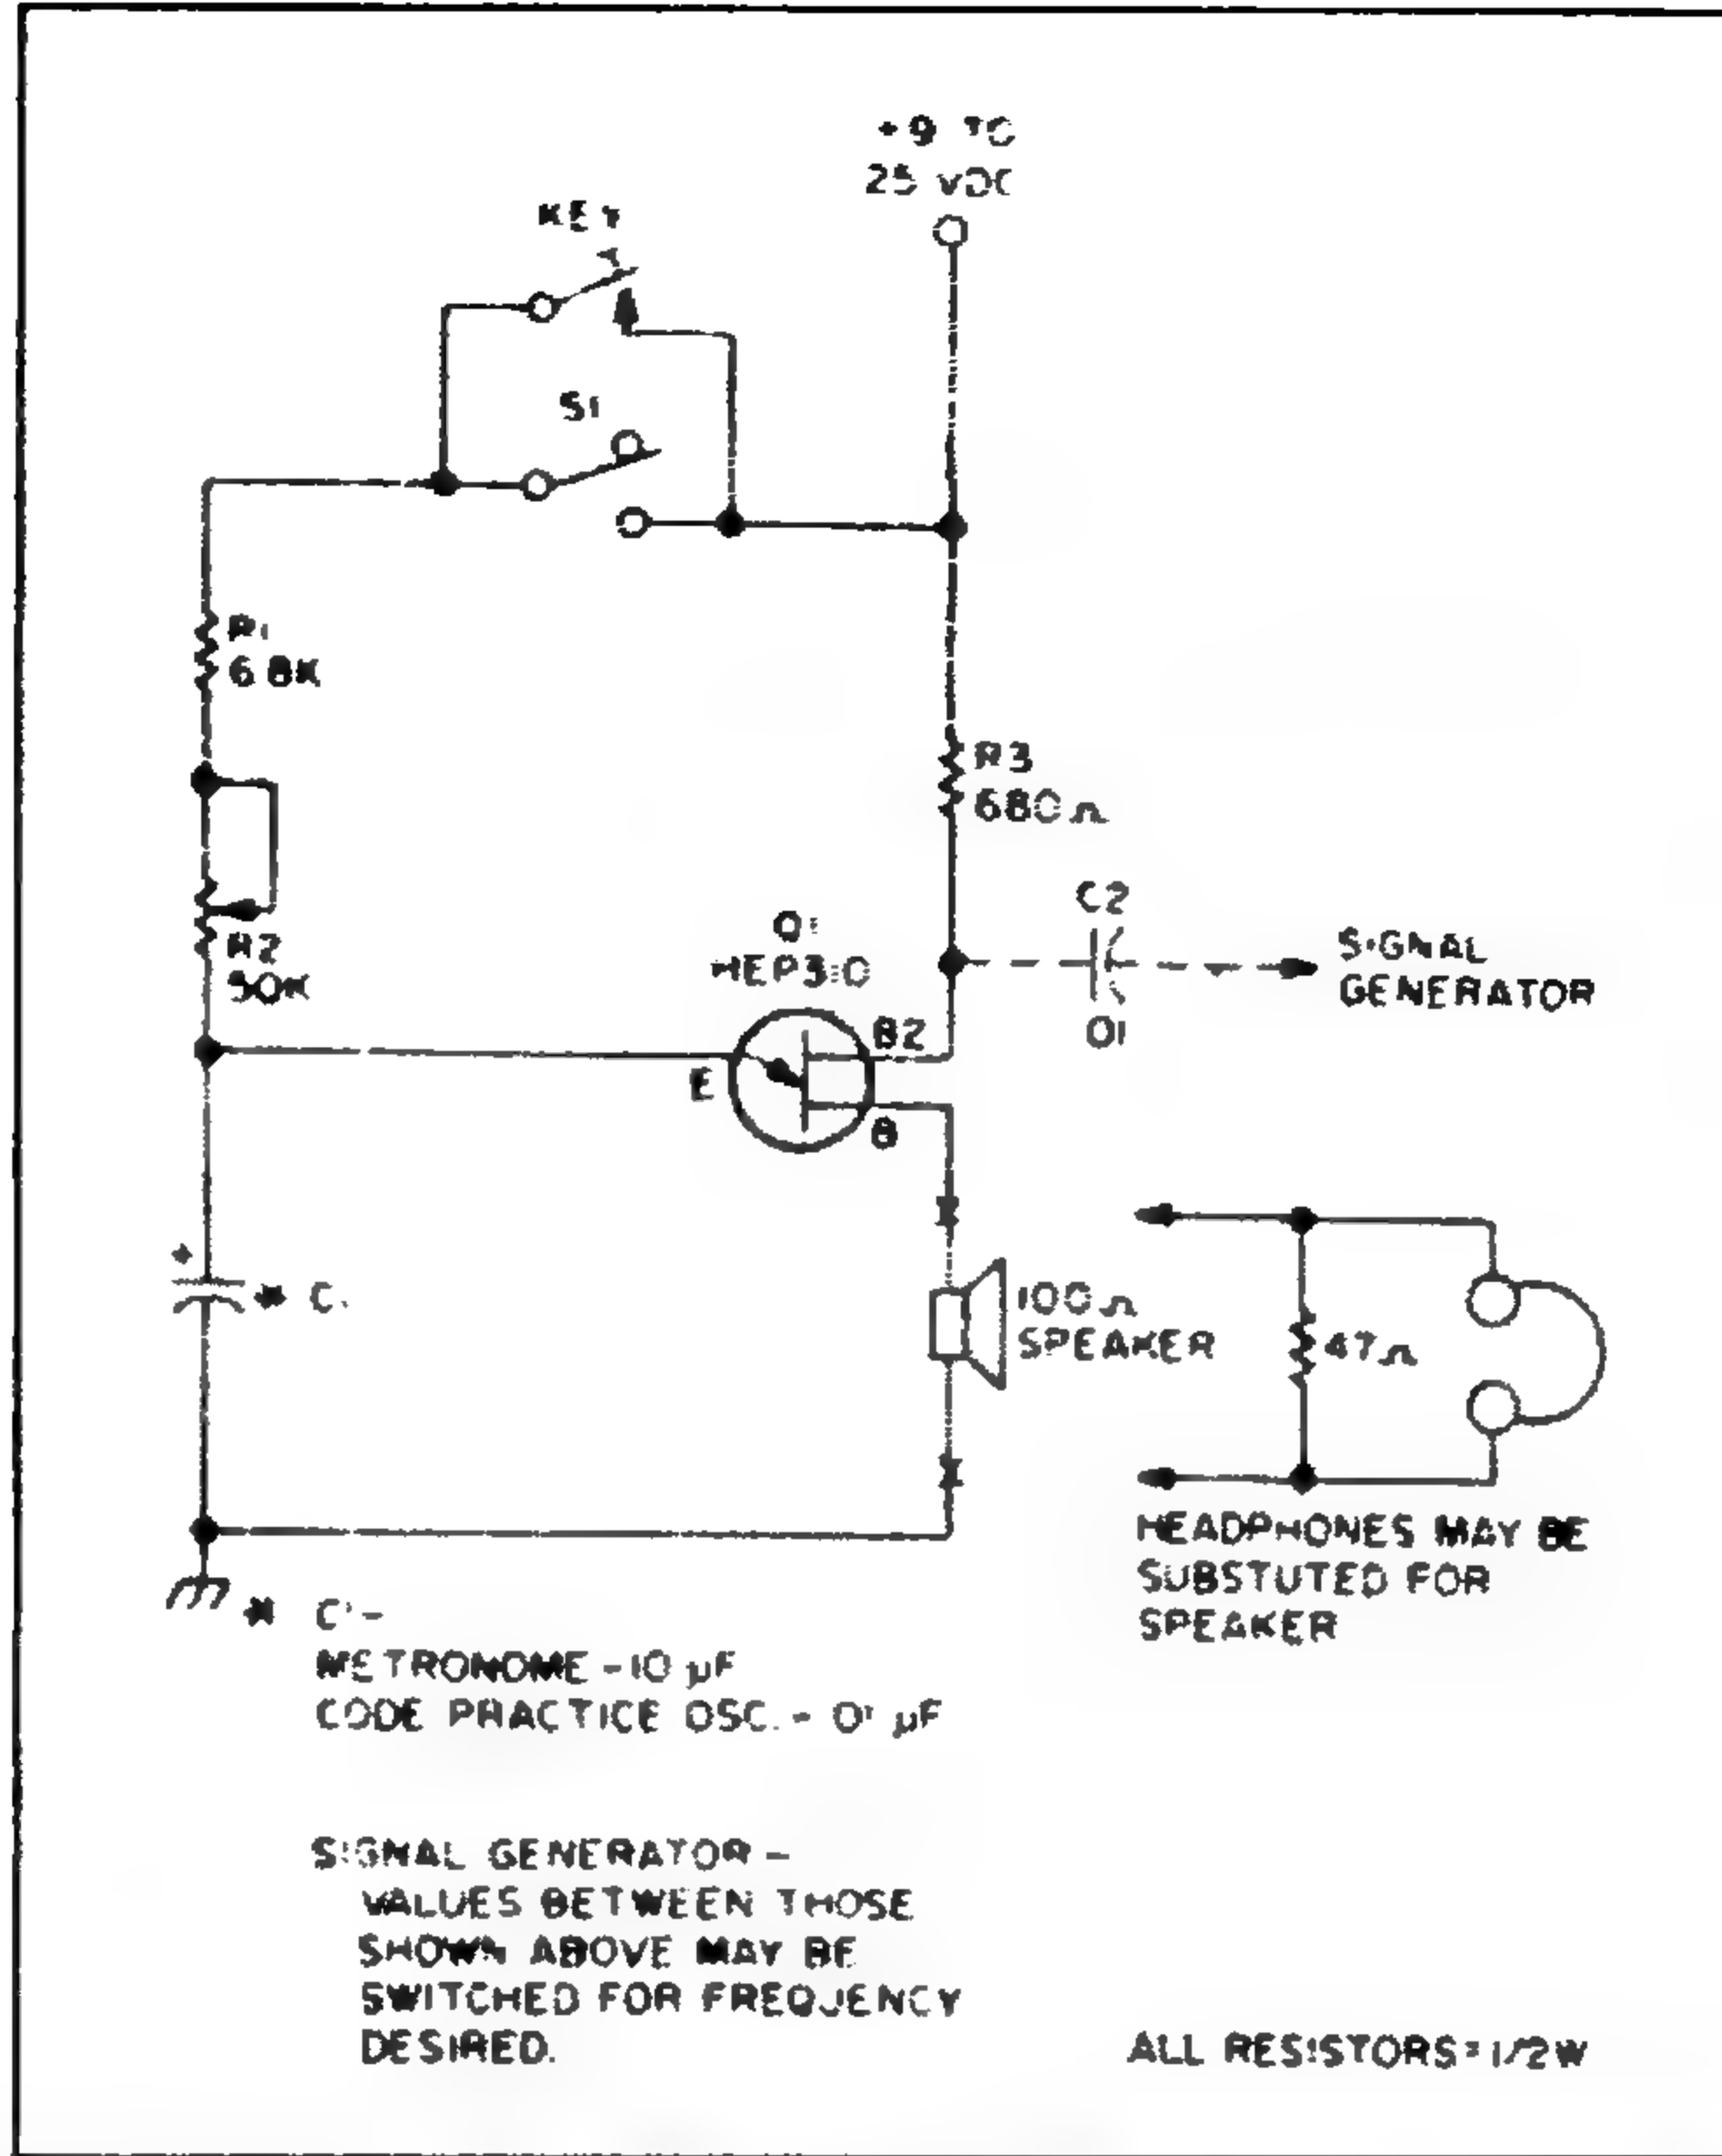 +9 TO
25 VDC
KEY
S1
R1
6 8K
R3
680Ω
R2
50K
C2
01
SIGNAL
GENERATOR
Q1
HEP310
B2
E
B
* C1
100Ω
SPEAKER
47Ω
HEADPHONES MAY BE
SUBSTUTED FOR
SPEAKER
* C1-
METRONOME -10 µF
CODE PRACTICE OSC. - 01 µF
SIGNAL GENERATOR -
VALUES BETWEEN THOSE
SHOWN ABOVE MAY BE
SWITCHED FOR FREQUENCY
DESIRED.
ALL RESISTORS=1/2W